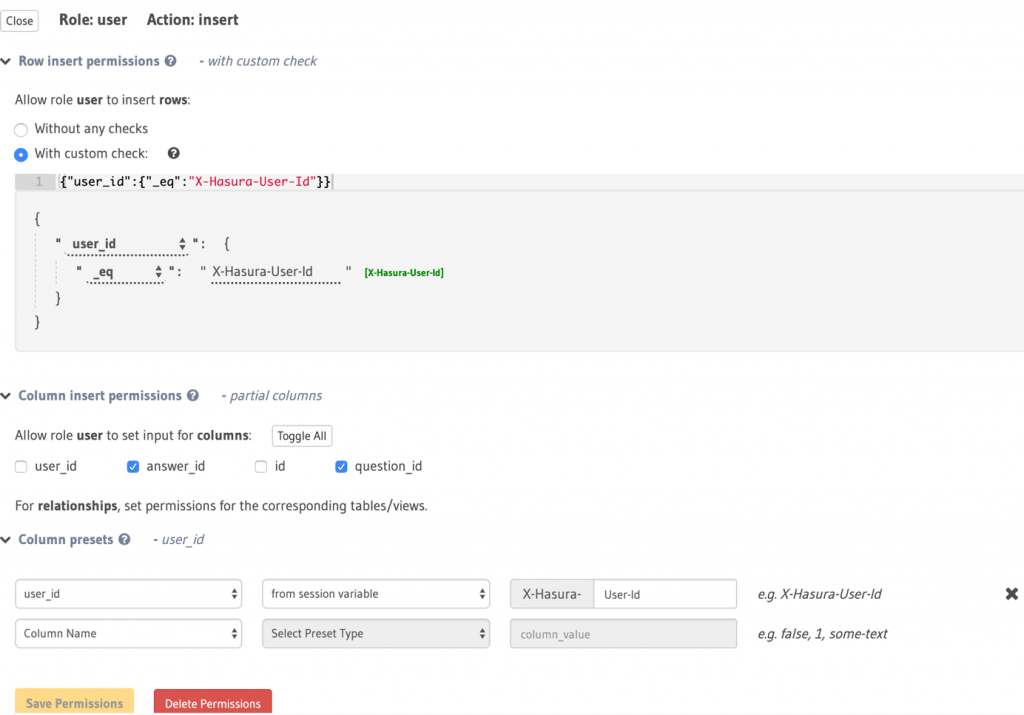 Close Role: user Action: insert
Row insert permissions ? - with custom check
Allow role user to insert rows:
Without any checks
With custom check: ?
1 {"user_id":{"_eq":"X-Hasura-User-Id"}}
{
" user_id ": {
" _eq ": " X-Hasura-User-Id " [X-Hasura-User-Id]
}
}
Column insert permissions ? - partial columns
Allow role user to set input for columns: Toggle All
user_id answer_id id question_id
For relationships, set permissions for the corresponding tables/views.
Column presets ? - user_id
user_id from session variable X-Hasura- User-Id e.g. X-Hasura-User-Id
Column Name Select Preset Type column_value e.g. false, 1, some-text
Save Permissions Delete Permissions